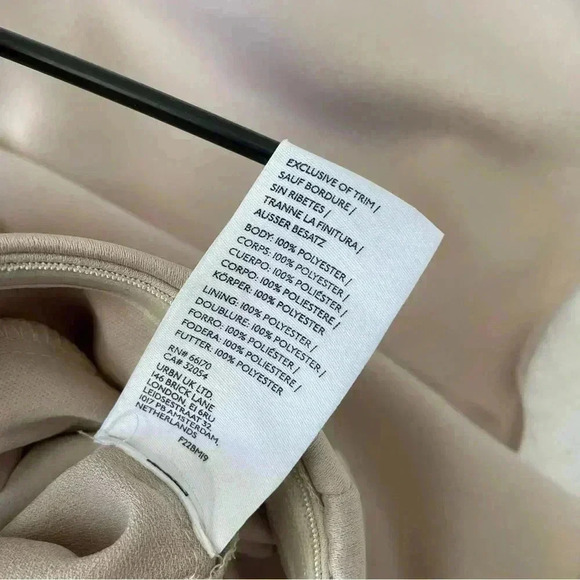 EXCLUSIVE OF TRIM /
SAUF BORDURE /
SIN RIBETES /
TRANNE LA FINITURA /
AUSSER BESATZ
BODY: 100% POLYESTER /
CORPS: 100% POLYESTER /
CUERPO: 100% POLIÉSTER /
CORPO: 100% POLIESTERE /
KÖRPER: 100% POLYESTER
LINING: 100% POLYESTER /
DOUBLURE: 100% POLYESTER /
FORRO: 100% POLIÉSTER /
FODERA: 100% POLIESTERE /
FUTTER: 100% POLYESTER
RN# 66170
CA# 32054
URBN UK LTD.
146 BRICK LANE
LONDON, E1 6RU
LEIDSESTRAAT 32,
1017 PB AMSTERDAM,
NETHERLANDS
F22BM19